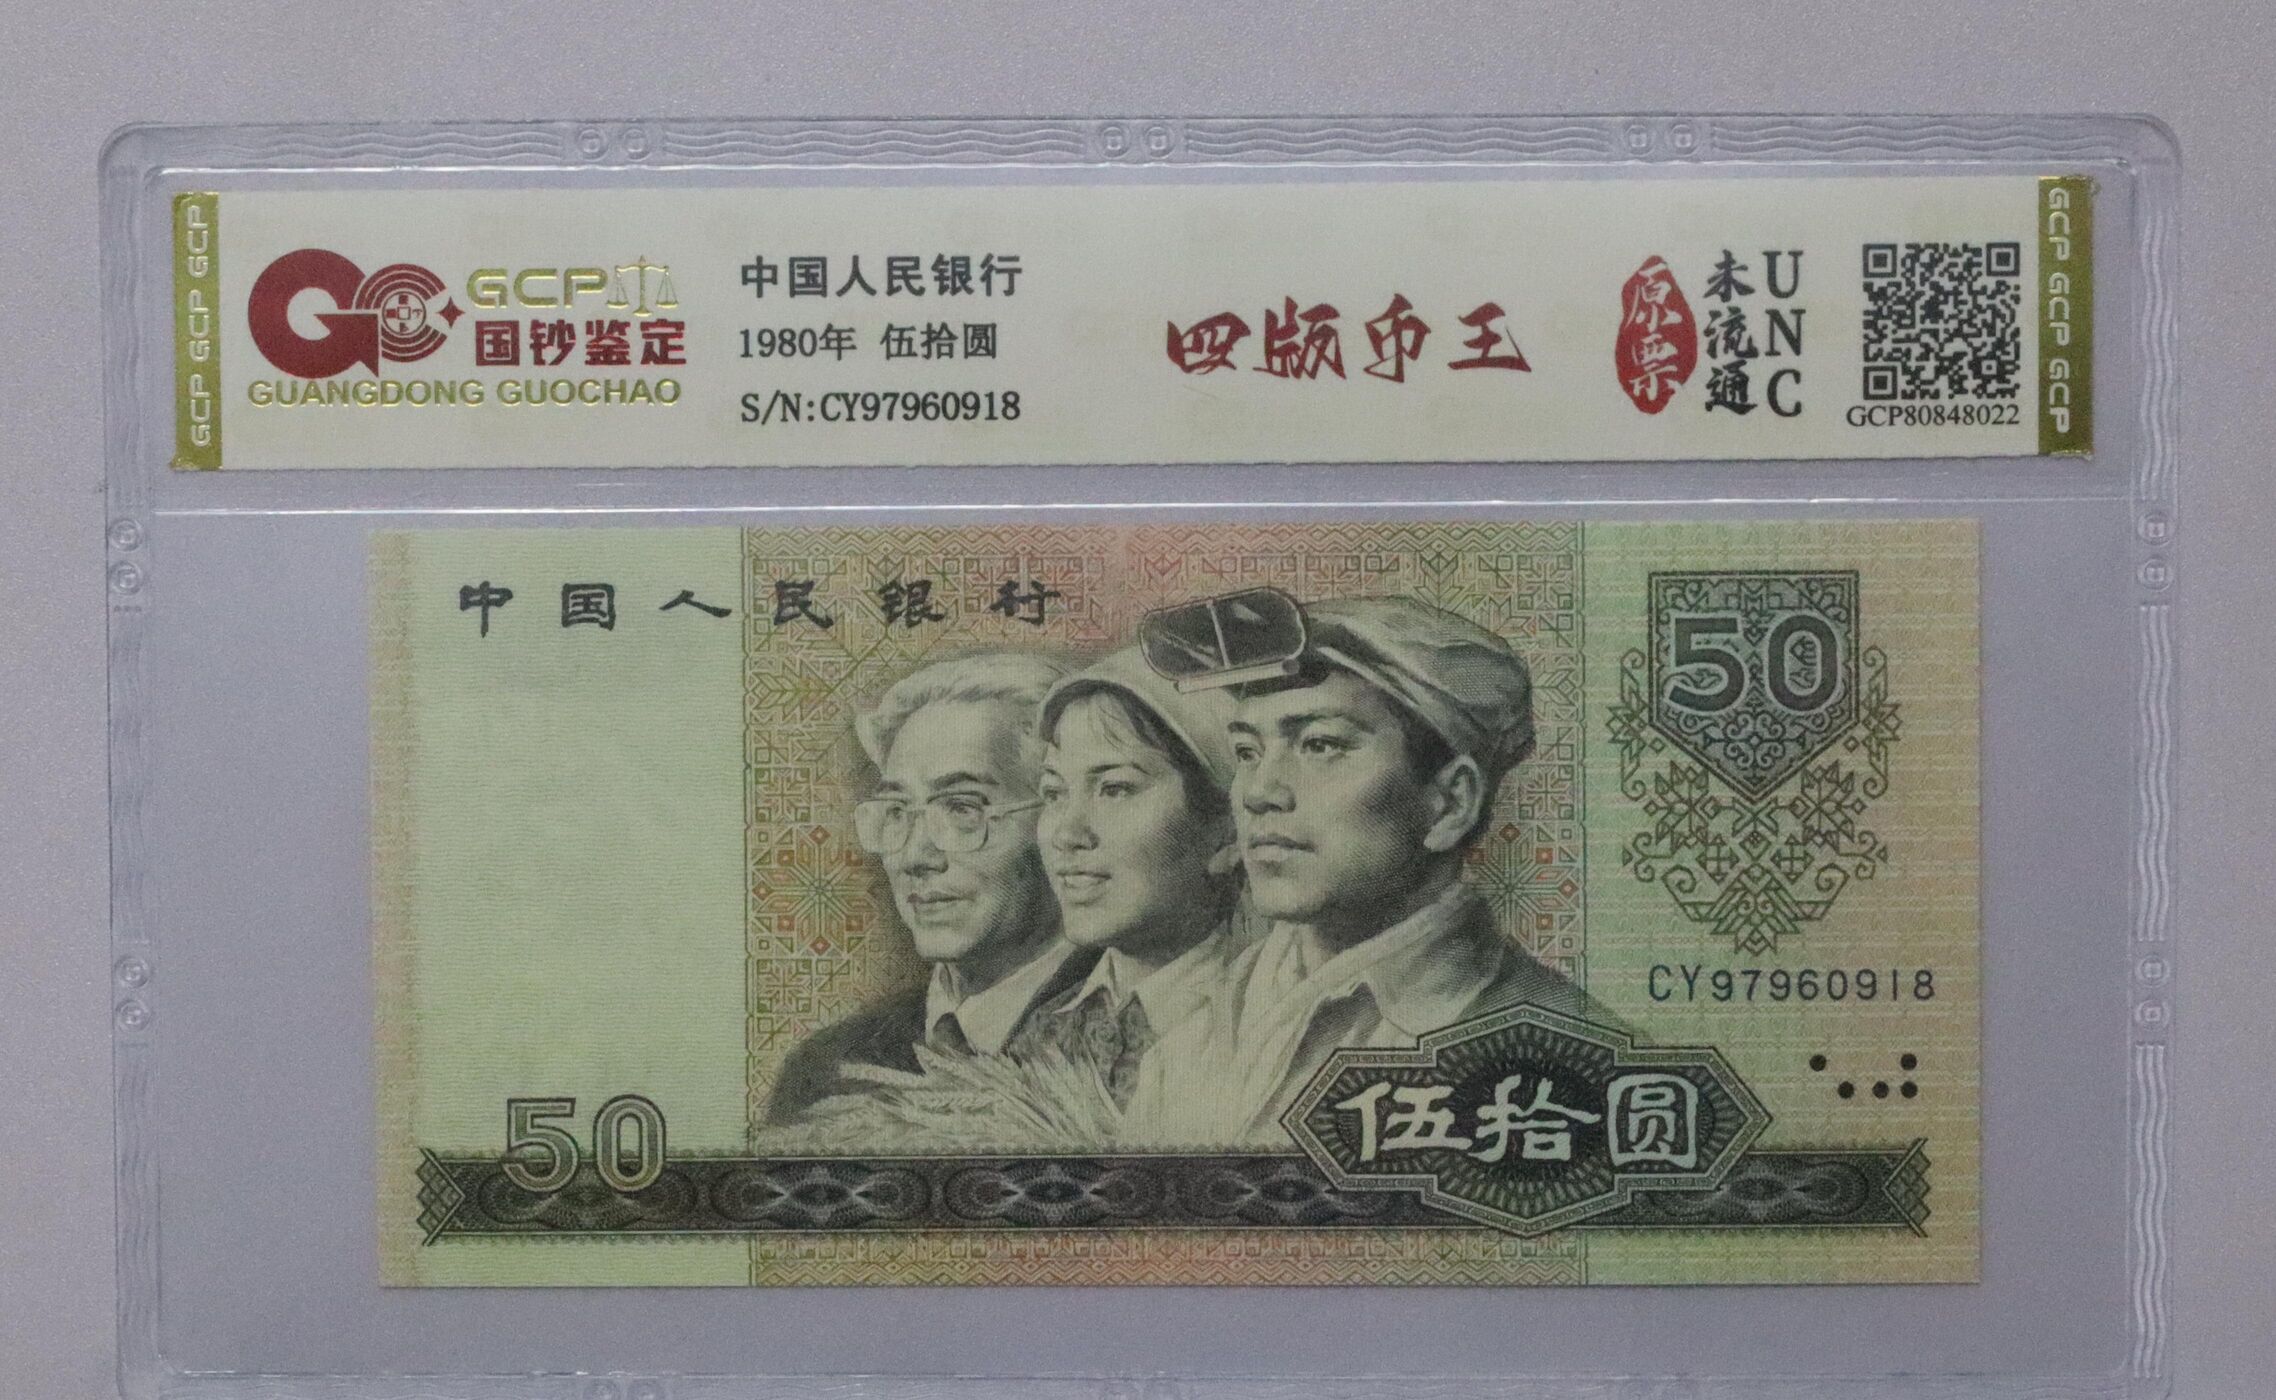 GCP GCP GCP
GCP
国钞鉴定
GUANGDONG GUOCHAO
中国人民银行
1980年 伍拾圆
S/N:CY97960918
四版币王
原票
未流通
UNC
GCP80848022
GCP GCP GCP
中国人民银行
50
CY97960918
50
伍拾圆